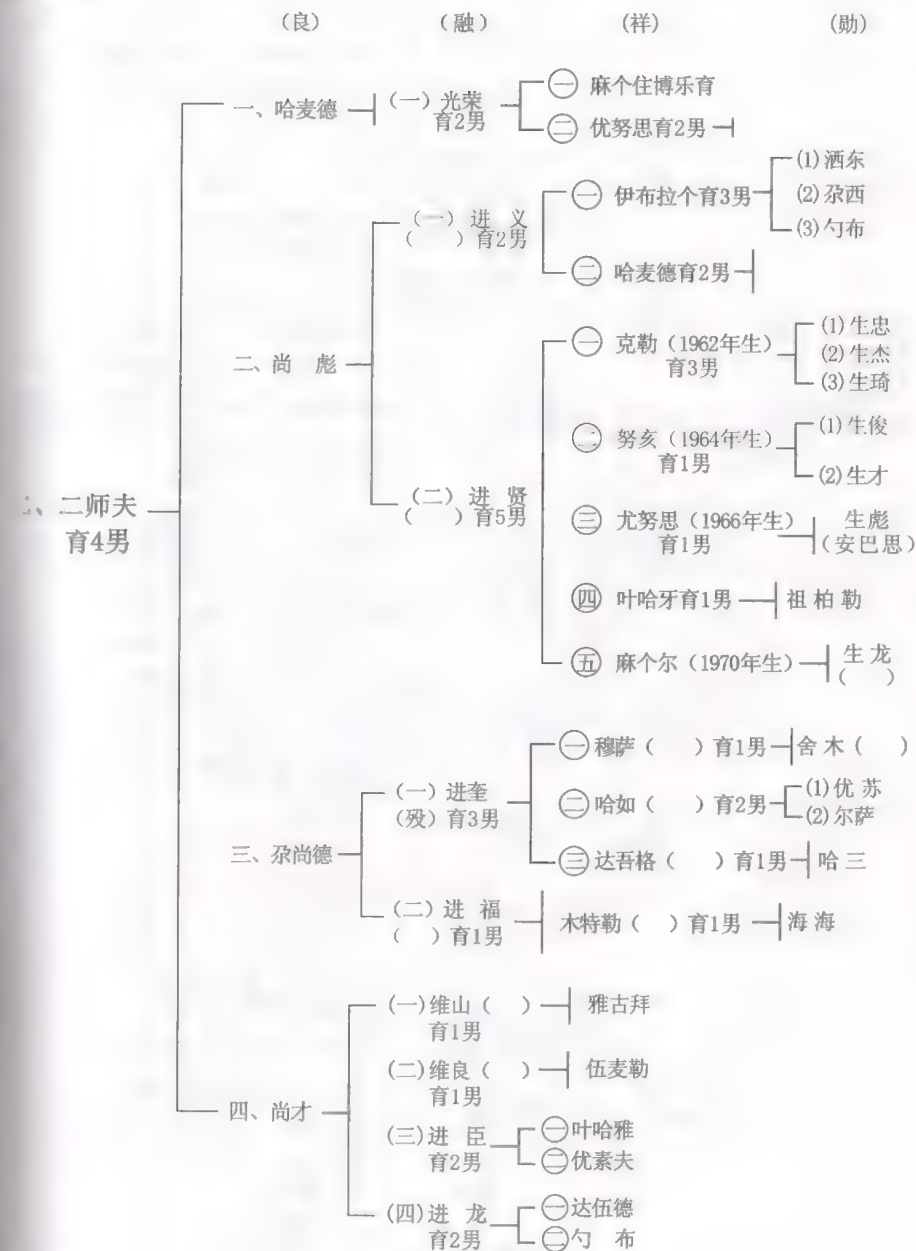 （良） （融） （祥） （勋）
一、哈麦德 （一）光荣 ㊀ 麻个住博乐育
育2男 ㊁ 优努思育2男
二、尚 彪 （一）进 义 ㊀ 伊布拉个育3男 (1)洒东
（ ）育2男 (2)尕西
(3)勺布
㊁ 哈麦德育2男
㊀ 克勒（1962年生） (1)生忠
育3男 (2)生杰
(3)生琦
㊁ 努亥（1964年生） (1)生俊
育1男 (2)生才
、二师夫 （二）进 贤 ㊂ 尤努思（1966年生） 生彪
育4男 （ ）育5男 育1男 （安巴思）
㊃ 叶哈牙育1男 祖柏勒
㊄ 麻个尔（1970年生） 生龙
（ ）
三、尕尚德 （一）进奎 ㊀穆萨（ ）育1男 舍木（ ）
（殁）育3男 ㊁哈如（ ）育2男 (1)优苏
(2)尔萨
㊂达吾格（ ）育1男 哈三
（二）进 福 木特勒（ ）育1男 海海
（ ）育1男
四、尚才 (一)维山（ ） 雅古拜
育1男
(二)维良（ ） 伍麦勒
育1男
(三)进 臣 ㊀叶哈雅
育2男 ㊁优素夫
(四)进 龙 ㊀达伍德
育2男 ㊁勺 布